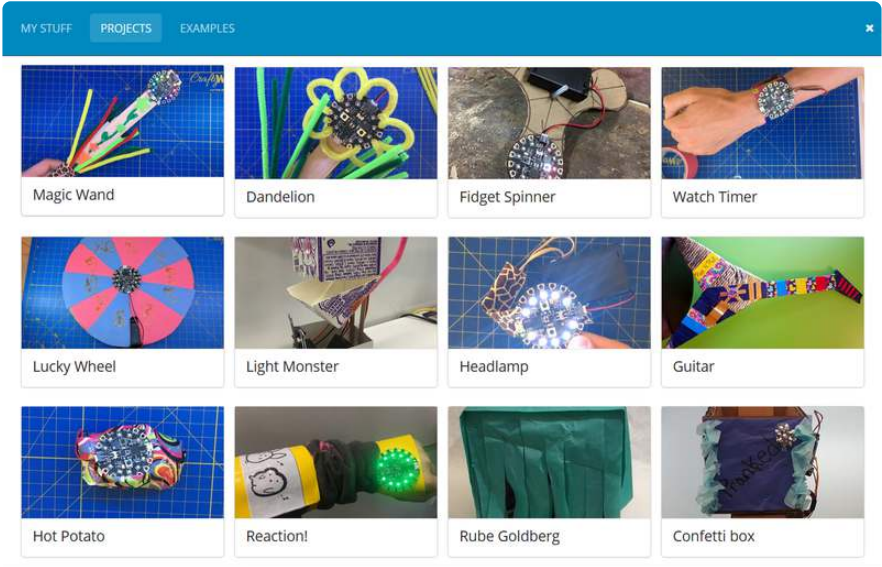 MY STUFF PROJECTS EXAMPLES ×
Magic Wand
Dandelion
Fidget Spinner
Watch Timer
Lucky Wheel
Light Monster
Headlamp
Guitar
Hot Potato
Reaction!
Rube Goldberg
PranKed
Confetti box